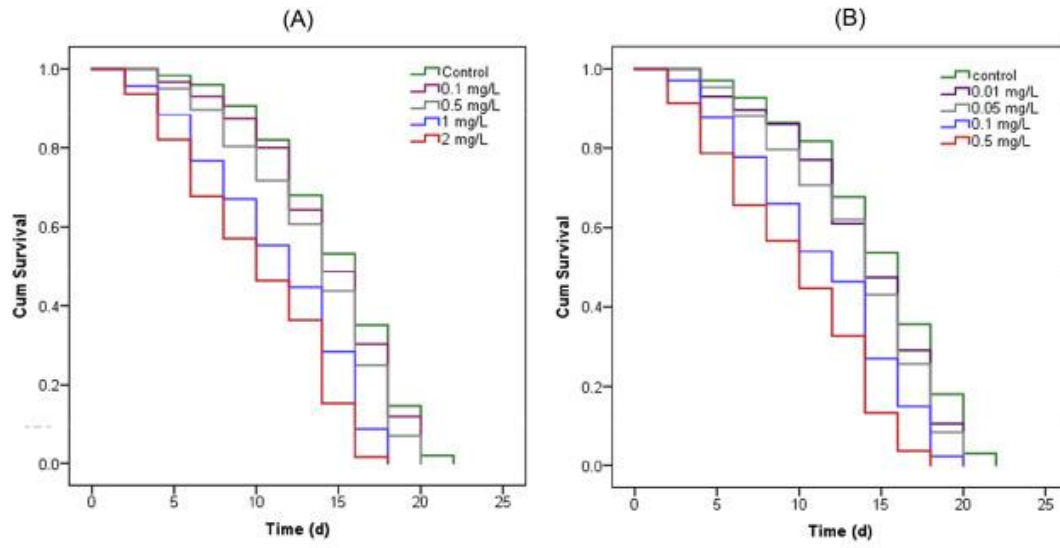 (A)
1.0
0.8
0.6
0.4
0.2
0.0
Cum Survival
0
5
10
15
20
25
Time (d)
Control
0.1 mg/L
0.5 mg/L
1 mg/L
2 mg/L
(B)
1.0
0.8
0.6
0.4
0.2
0.0
Cum Survival
0
5
10
15
20
25
Time (d)
control
0.01 mg/L
0.05 mg/L
0.1 mg/L
0.5 mg/L